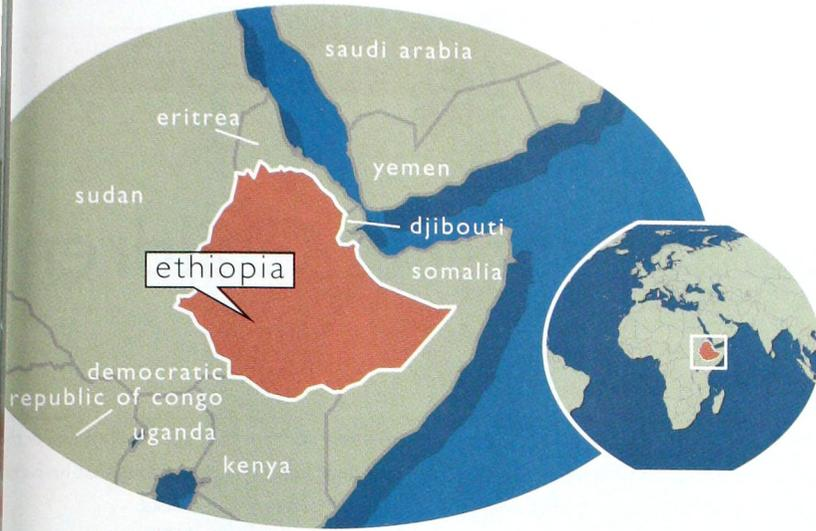 saudi arabia
eritrea
yemen
sudan
djibouti
ethiopia
somalia
democratic
republic of congo
uganda
kenya